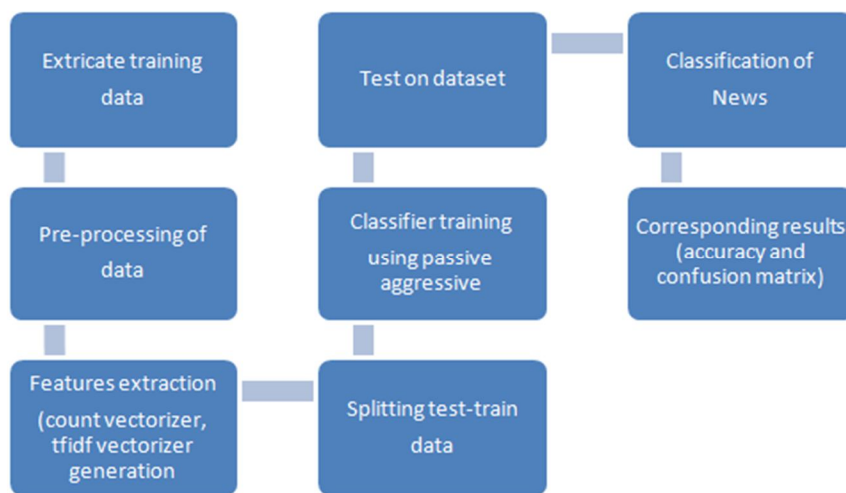 Extricate training
data
Pre-processing of
data
Features extraction
(count vectorizer,
tfidf vectorizer
generation
Splitting test-train
data
Classifier training
using passive
aggressive
Test on dataset
Classification of
News
Corresponding results
(accuracy and
confusion matrix)